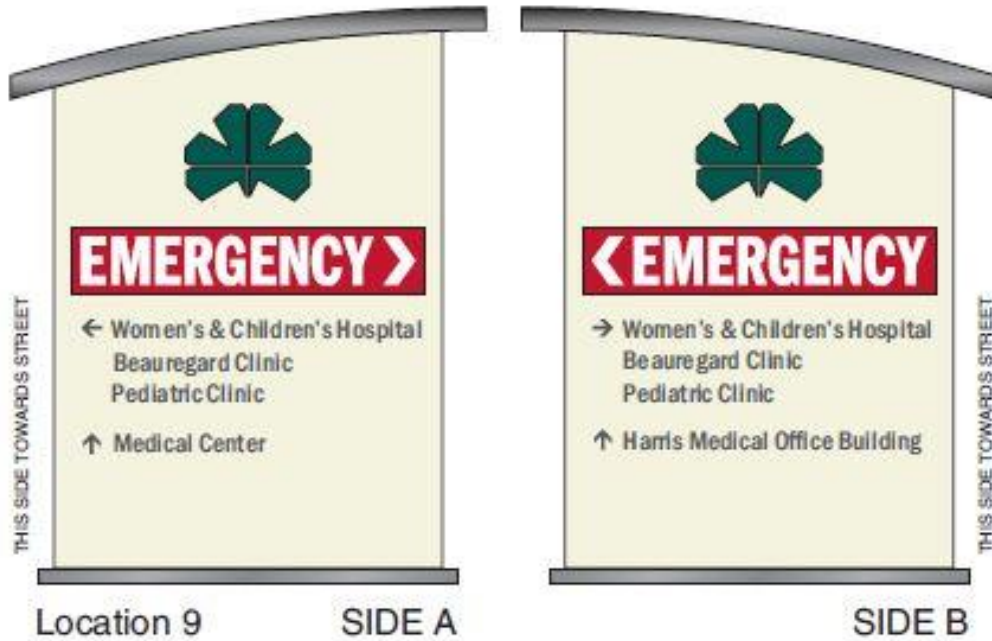 EMERGENCY >
← Women's & Children's Hospital
Beauregard Clinic
Pediatric Clinic
↑ Medical Center
THIS SIDE TOWARDS STREET
Location 9
SIDE A
< EMERGENCY
→ Women's & Children's Hospital
Beauregard Clinic
Pediatric Clinic
↑ Harris Medical Office Building
THIS SIDE TOWARDS STREET
SIDE B